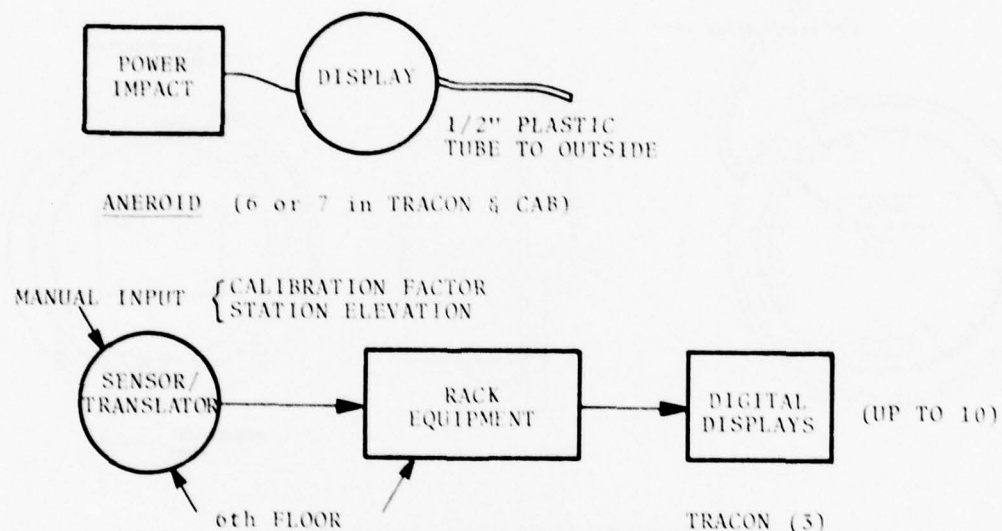 POWER
IMPACT
DISPLAY
1/2" PLASTIC
TUBE TO OUTSIDE
ANEROID (6 or 7 in TRACON & CAB)
MANUAL INPUT { CALIBRATION FACTOR
STATION ELEVATION
SENSOR/
TRANSLATOR
RACK
EQUIPMENT
DIGITAL
DISPLAYS
(UP TO 10)
6th FLOOR
TRACON (3)